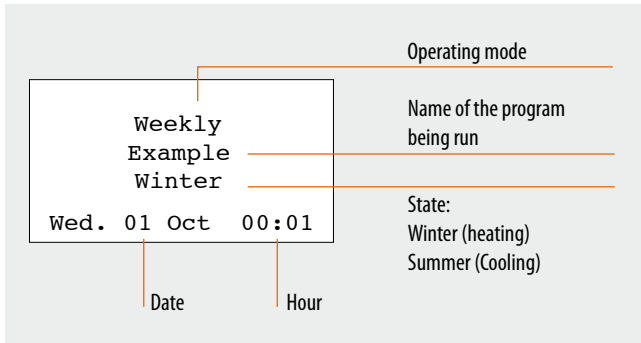 Operating mode
Weekly
Name of the program
being run
Example
Winter
State:
Winter (heating)
Summer (Cooling)
Wed. 01 Oct 00:01
Date
Hour